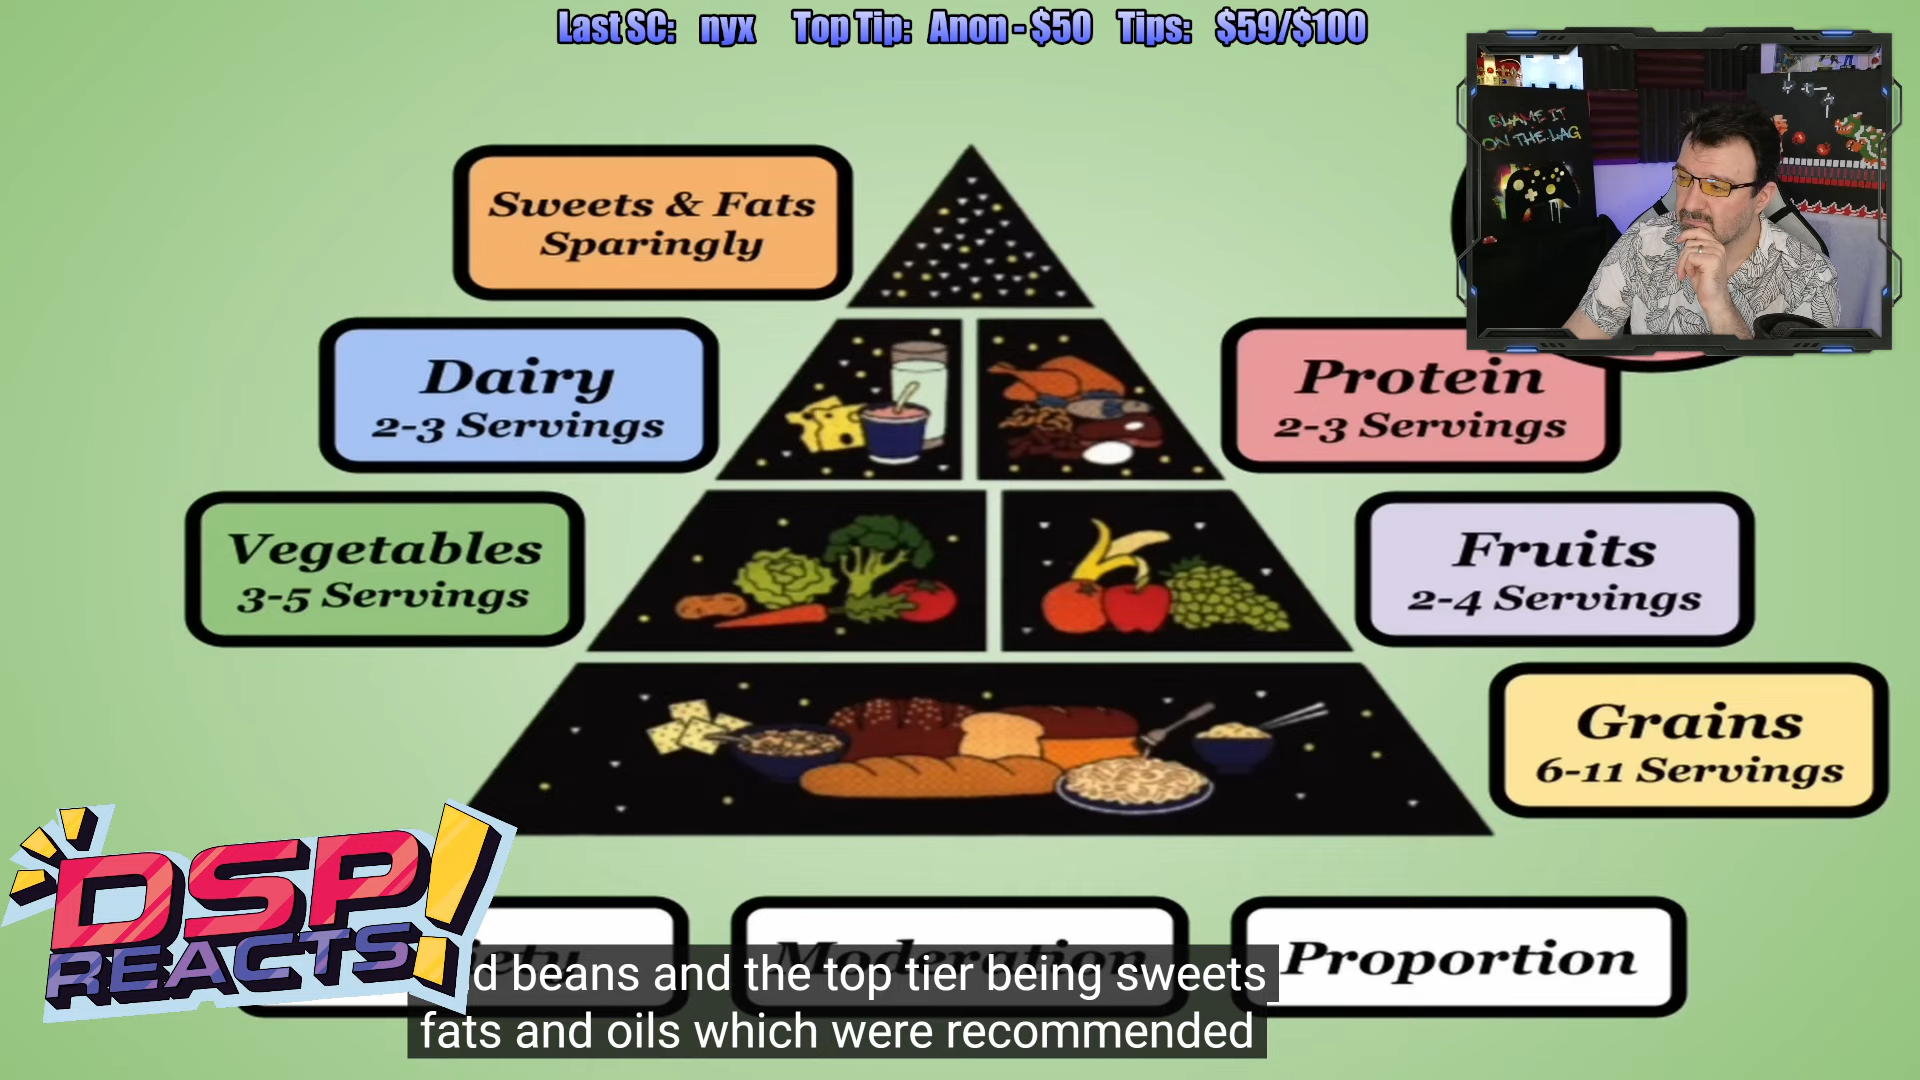 Last SC: nyx Top Tip: Anon - $50 Tips: $59/$100
BLAME IT
ON THE LAG
Sweets & Fats
Sparingly
Dairy
2-3 Servings
Protein
2-3 Servings
Vegetables
3-5 Servings
Fruits
2-4 Servings
Grains
6-11 Servings
DSP!
REACTS
Moderation
Proportion
beans and the top tier being sweets
fats and oils which were recommended